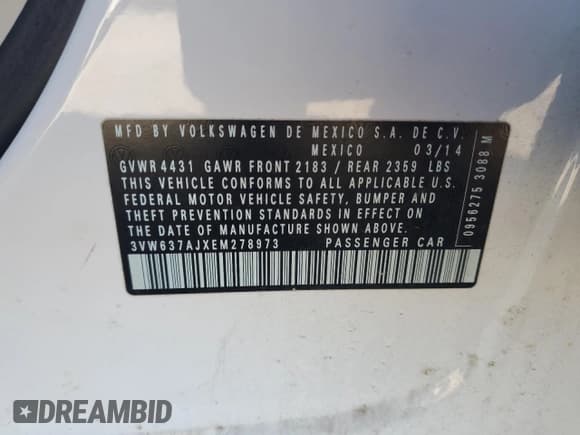 MFD BY VOLKSWAGEN DE MEXICO S.A. DE C.V.
MEXICO 03/14
GVWR 4431 GAWR FRONT 2183 / REAR 2359 LBS
THIS VEHICLE CONFORMS TO ALL APPLICABLE U.S.
FEDERAL MOTOR VEHICLE SAFETY, BUMPER AND
THEFT PREVENTION STANDARDS IN EFFECT ON
THE DATE OF MANUFACTURE SHOWN ABOVE.
3VW637AJXEM278973 PASSENGER CAR
0956275 3088 M
DREAMBID